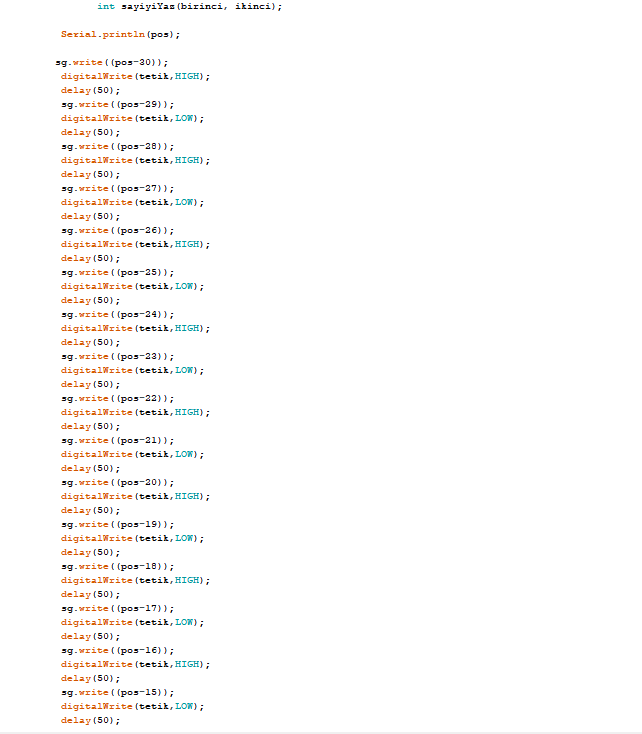 int sayiyiYaz(birinci, ikinci);
Serial.println(pos);
sg.write((pos-30));
digitalWrite(tetik,HIGH);
delay(50);
sg.write((pos-29));
digitalWrite(tetik,LOW);
delay(50);
sg.write((pos-28));
digitalWrite(tetik,HIGH);
delay(50);
sg.write((pos-27));
digitalWrite(tetik,LOW);
delay(50);
sg.write((pos-26));
digitalWrite(tetik,HIGH);
delay(50);
sg.write((pos-25));
digitalWrite(tetik,LOW);
delay(50);
sg.write((pos-24));
digitalWrite(tetik,HIGH);
delay(50);
sg.write((pos-23));
digitalWrite(tetik,LOW);
delay(50);
sg.write((pos-22));
digitalWrite(tetik,HIGH);
delay(50);
sg.write((pos-21));
digitalWrite(tetik,LOW);
delay(50);
sg.write((pos-20));
digitalWrite(tetik,HIGH);
delay(50);
sg.write((pos-19));
digitalWrite(tetik,LOW);
delay(50);
sg.write((pos-18));
digitalWrite(tetik,HIGH);
delay(50);
sg.write((pos-17));
digitalWrite(tetik,LOW);
delay(50);
sg.write((pos-16));
digitalWrite(tetik,HIGH);
delay(50);
sg.write((pos-15));
digitalWrite(tetik,LOW);
delay(50);